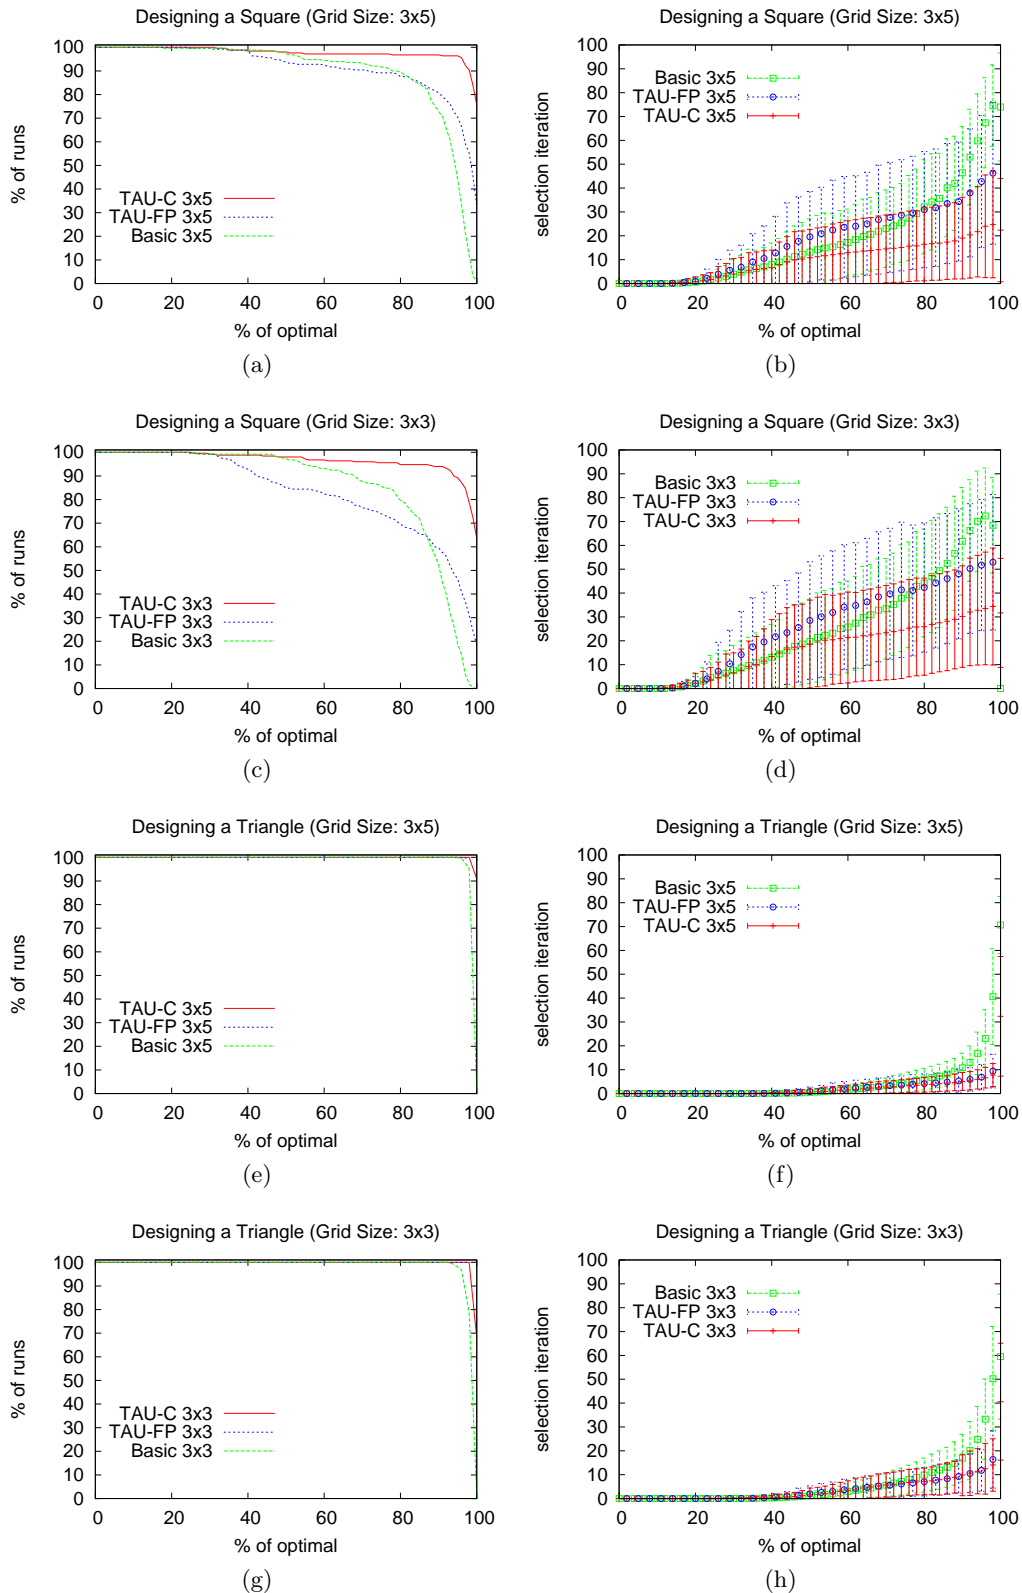 Designing a Square (Grid Size: 3x5)
% of runs
100
90
80
70
60
50
40
30
20
10
0
TAU-C 3x5
TAU-FP 3x5
Basic 3x5
0 20 40 60 80 100
% of optimal
(a)
Designing a Square (Grid Size: 3x5)
selection iteration
100
90
80
70
60
50
40
30
20
10
0
Basic 3x5
TAU-FP 3x5
TAU-C 3x5
0 20 40 60 80 100
% of optimal
(b)
Designing a Square (Grid Size: 3x3)
% of runs
100
90
80
70
60
50
40
30
20
10
0
TAU-C 3x3
TAU-FP 3x3
Basic 3x3
0 20 40 60 80 100
% of optimal
(c)
Designing a Square (Grid Size: 3x3)
selection iteration
100
90
80
70
60
50
40
30
20
10
0
Basic 3x3
TAU-FP 3x3
TAU-C 3x3
0 20 40 60 80 100
% of optimal
(d)
Designing a Triangle (Grid Size: 3x5)
% of runs
100
90
80
70
60
50
40
30
20
10
0
TAU-C 3x5
TAU-FP 3x5
Basic 3x5
0 20 40 60 80 100
% of optimal
(e)
Designing a Triangle (Grid Size: 3x5)
selection iteration
100
90
80
70
60
50
40
30
20
10
0
Basic 3x5
TAU-FP 3x5
TAU-C 3x5
0 20 40 60 80 100
% of optimal
(f)
Designing a Triangle (Grid Size: 3x3)
% of runs
100
90
80
70
60
50
40
30
20
10
0
TAU-C 3x3
TAU-FP 3x3
Basic 3x3
0 20 40 60 80 100
% of optimal
(g)
Designing a Triangle (Grid Size: 3x3)
selection iteration
100
90
80
70
60
50
40
30
20
10
0
Basic 3x3
TAU-FP 3x3
TAU-C 3x3
0 20 40 60 80 100
% of optimal
(h)